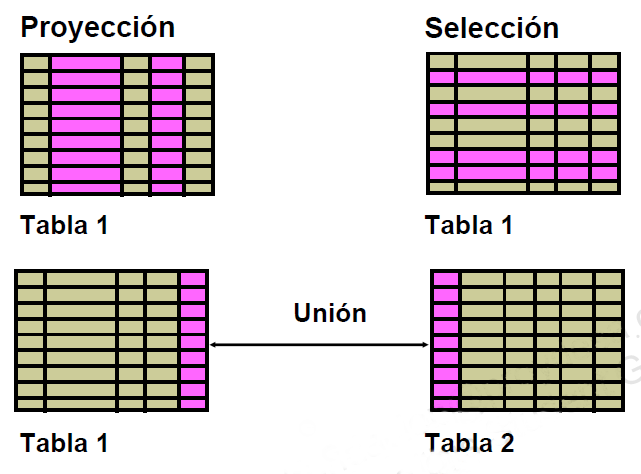 Proyección
Selección
Tabla 1
Tabla 1
Unión
Tabla 1
Tabla 2